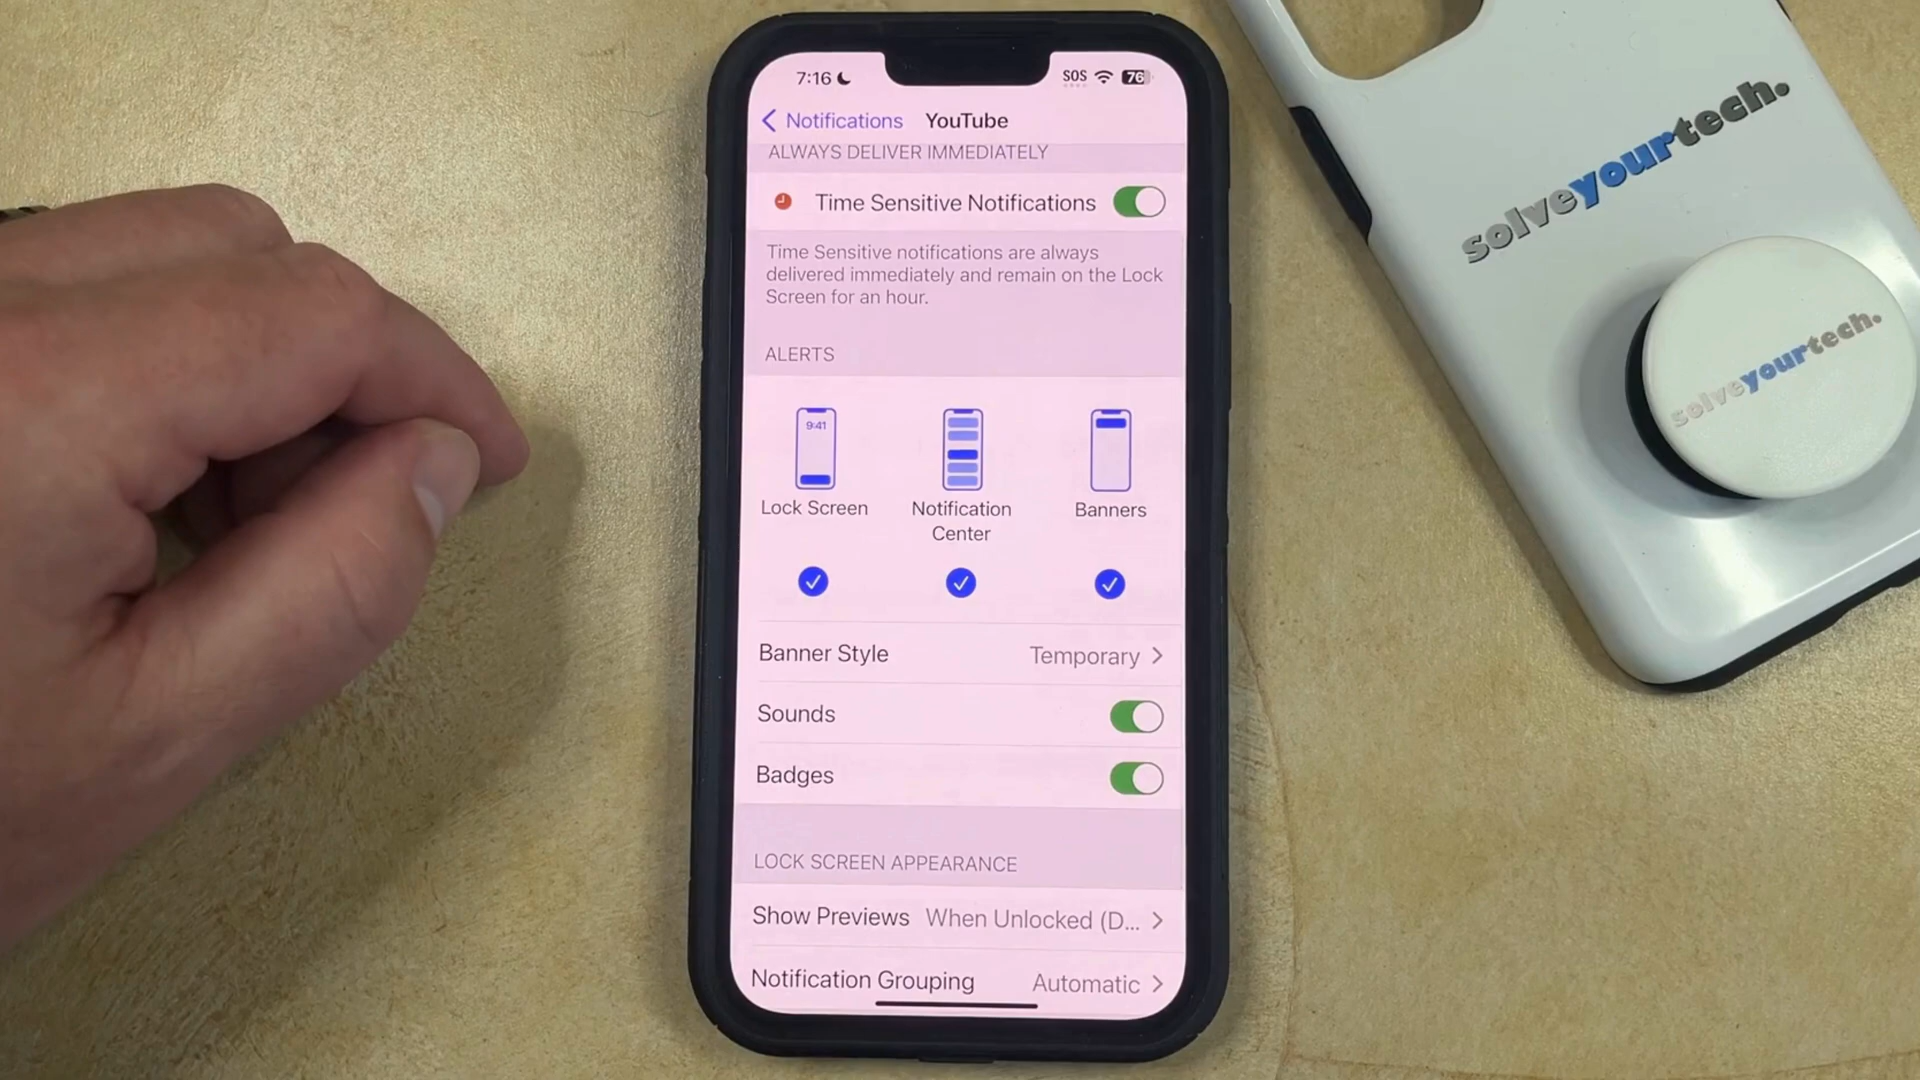 7:16
SOS
76
Notifications YouTube
ALWAYS DELIVER IMMEDIATELY
Time Sensitive Notifications
Time Sensitive notifications are always
delivered immediately and remain on the Lock
Screen for an hour.
ALERTS
9:41
Lock Screen
Notification
Center
Banners
Banner Style Temporary
Sounds
Badges
LOCK SCREEN APPEARANCE
Show Previews When Unlocked (D...
Notification Grouping Automatic
solveyourtech.
solveyourtech.